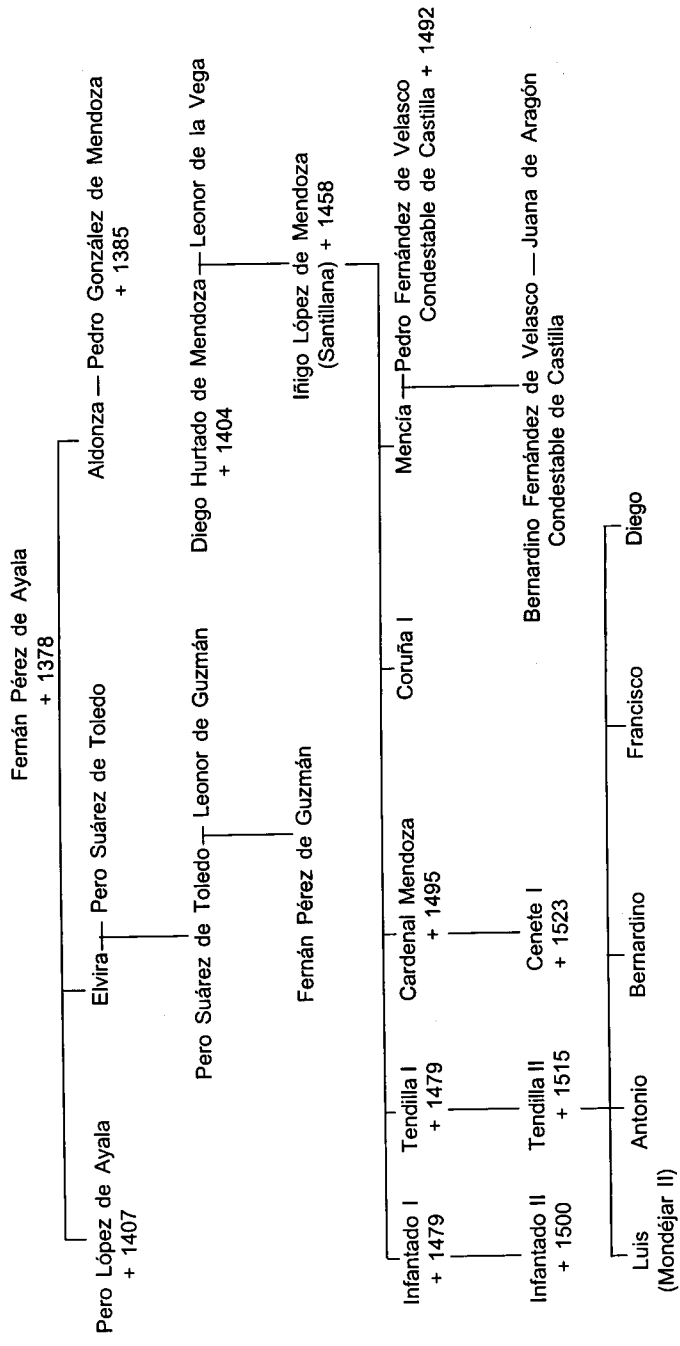 Fernán Pérez de Ayala
+ 1378
Pero López de Ayala
+ 1407
Elvira — Pero Suárez de Toledo
Aldonza — Pedro González de Mendoza
+ 1385
Pero Suárez de Toledo — Leonor de Guzmán
Diego Hurtado de Mendoza — Leonor de la Vega
+ 1404
Fernán Pérez de Guzmán
Iñigo López de Mendoza
(Santillana) + 1458
Infantado I
+ 1479
Tendilla I
+ 1479
Cardenal Mendoza
+ 1495
Coruña I
Mencía — Pedro Fernández de Velasco
Condestable de Castilla + 1492
Infantado II
+ 1500
Tendilla II
+ 1515
Cenete I
+ 1523
Bernardino Fernández de Velasco — Juana de Aragón
Condestable de Castilla
Luis
(Mondéjar II)
Antonio
Bernardino
Francisco
Diego